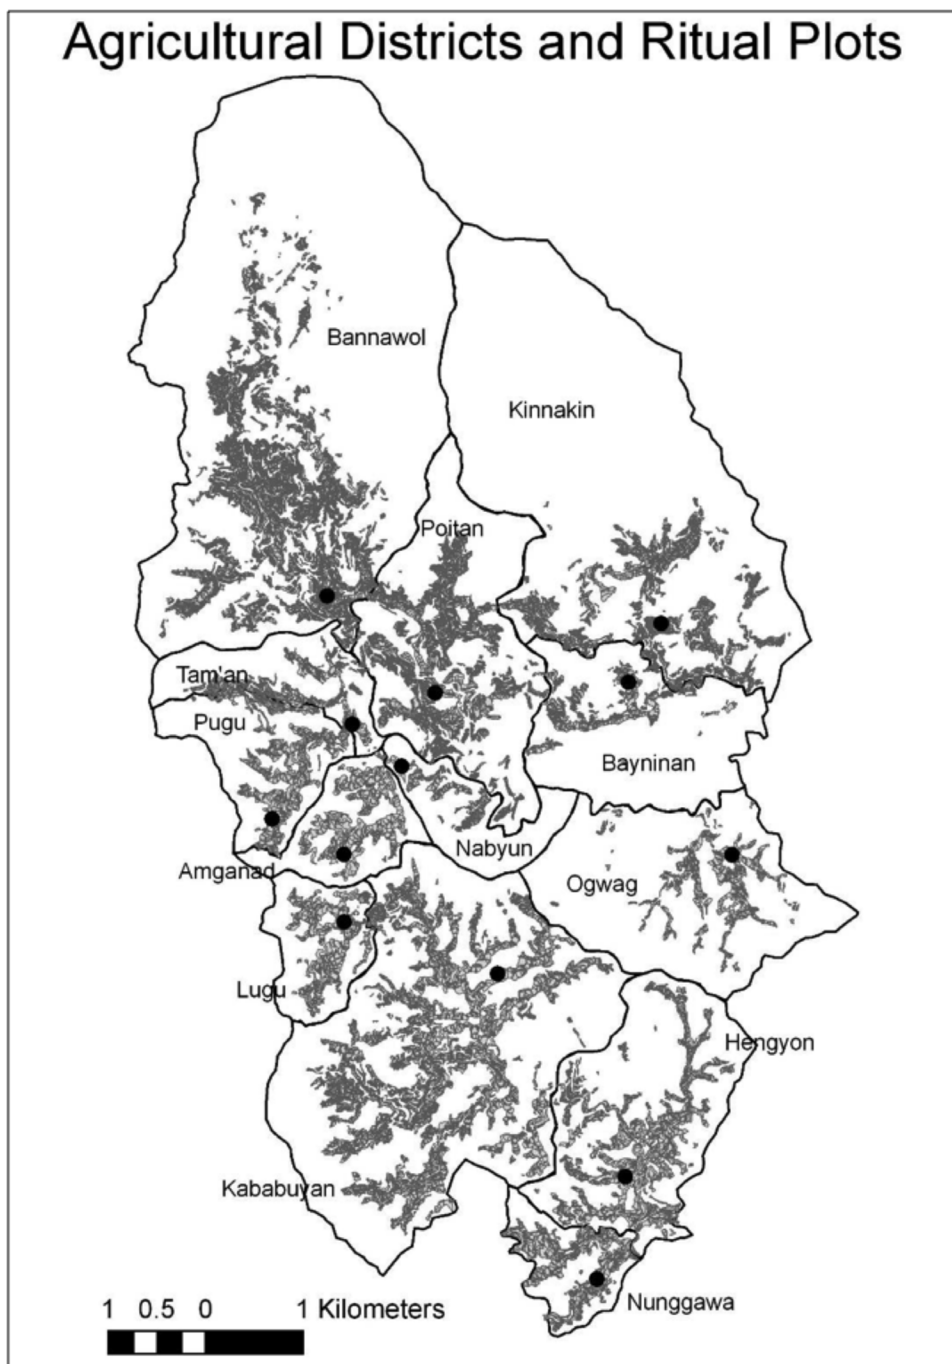 Agricultural Districts and Ritual Plots
Bannawol
Kinnakin
Poitan
Tam'an
Pugu
Bayninan
Nabyun
Amganad
Ogwag
Lugu
Hengyon
Kababuyan
Nunggawa
1 0.5 0 1 Kilometers